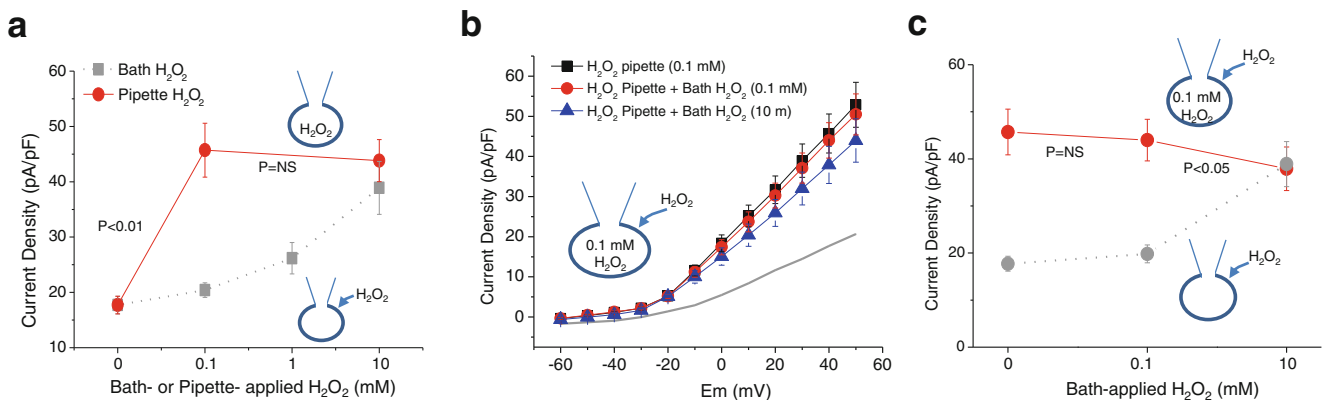 a
Bath H₂O₂
Pipette H₂O₂
Current Density (pA/pF)
60
50
40
30
20
10
H₂O₂
P=NS
P<0.01
H₂O₂
0 0.1 1 10
Bath- or Pipette- applied H₂O₂ (mM)
b
H₂O₂ pipette (0.1 mM)
H₂O₂ Pipette + Bath H₂O₂ (0.1 mM)
H₂O₂ Pipette + Bath H₂O₂ (10 m)
Current Density (pA/pF)
60
50
40
30
20
10
0
H₂O₂
0.1 mM
H₂O₂
-60 -40 -20 0 20 40 60
Em (mV)
c
Current Density (pA/pF)
60
40
20
0
H₂O₂
0.1 mM
H₂O₂
P=NS
P<0.05
H₂O₂
0 0.1 10
Bath-applied H₂O₂ (mM)